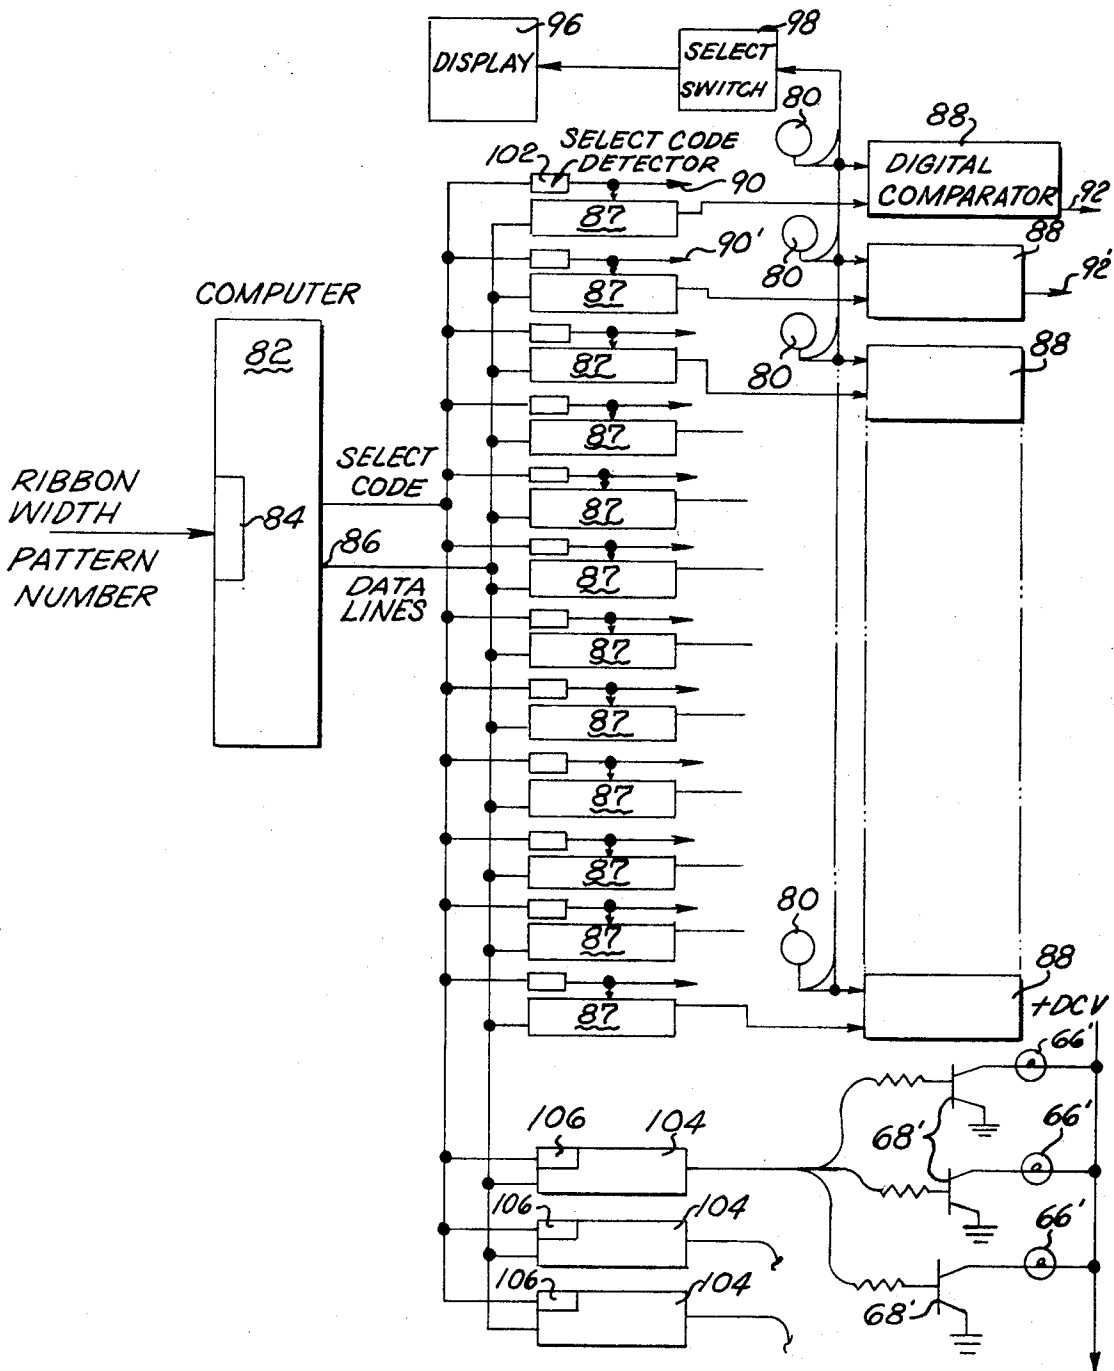 96
DISPLAY
98
SELECT
SWITCH
80
88
DIGITAL
COMPARATOR
92
SELECT CODE
DETECTOR
102
90
87
88
80
90'
87
92'
COMPUTER
82
80
88
87
87
SELECT
CODE
87
RIBBON
WIDTH
84
PATTERN
NUMBER
86
DATA
LINES
87
87
87
87
87
80
87
88
87
+DCV
66'
106
104
68'
66'
106
104
66'
106
104
68'